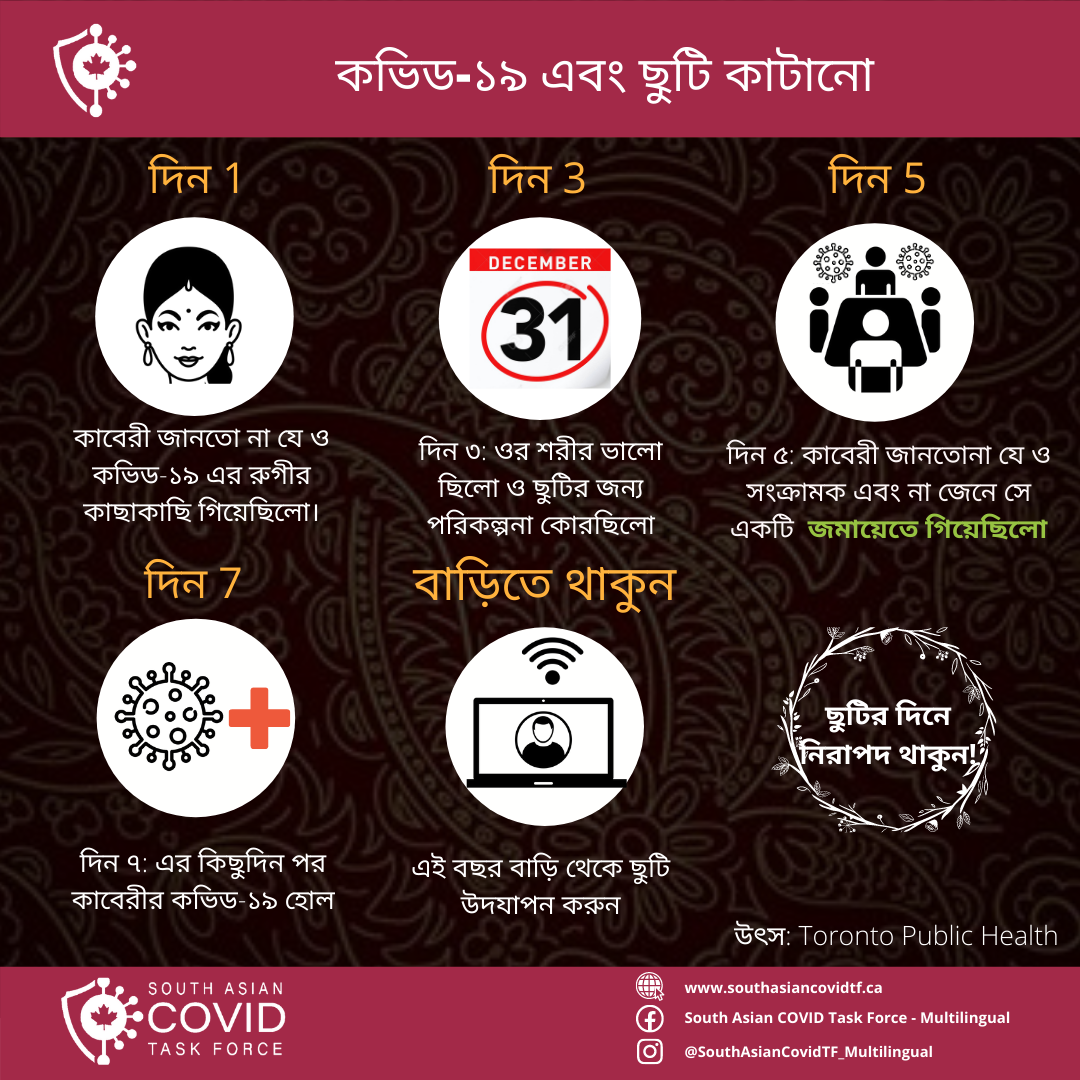 কভিড-১৯ এবং ছুটি কাটানো
দিন 1
কাবেরী জানতো না যে ও
কভিড-১৯ এর রুগীর
কাছাকাছি গিয়েছিলো।
দিন 3
DECEMBER
31
দিন ৩: ওর শরীর ভালো
ছিলো ও ছুটির জন্য
পরিকল্পনা কোরছিলো
দিন 5
দিন ৫: কাবেরী জানতোনা যে ও
সংক্রামক এবং না জেনে সে
একটি জমায়েতে গিয়েছিলো
দিন 7
দিন ৭: এর কিছুদিন পর
কাবেরীর কভিড-১৯ হোল
বাড়িতে থাকুন
এই বছর বাড়ি থেকে ছুটি
উদযাপন করুন
ছুটির দিনে
নিরাপদ থাকুন!
উৎস: Toronto Public Health
SOUTH ASIAN
COVID
TASK FORCE
www.southasiancovidtf.ca
South Asian COVID Task Force - Multilingual
@SouthAsianCovidTF_Multilingual